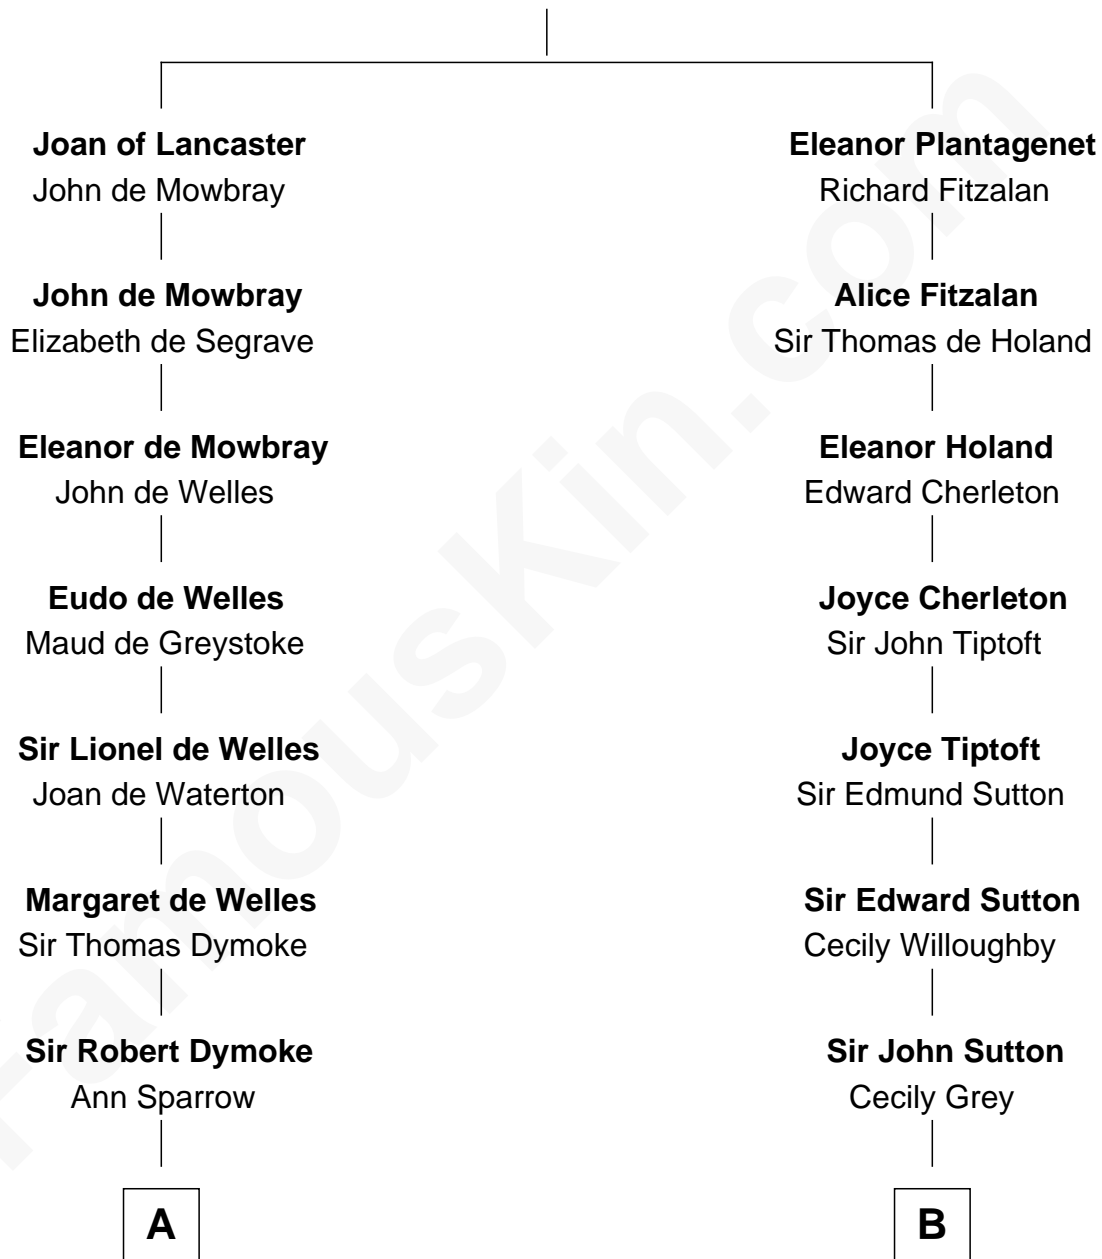 Joan of Lancaster
John de Mowbray
John de Mowbray
Elizabeth de Segrave
Eleanor de Mowbray
John de Welles
Eudo de Welles
Maud de Greystoke
Sir Lionel de Welles
Joan de Waterton
Margaret de Welles
Sir Thomas Dymoke
Sir Robert Dymoke
Ann Sparrow
A
Eleanor Plantagenet
Richard Fitzalan
Alice Fitzalan
Sir Thomas de Holand
Eleanor Holand
Edward Cherleton
Joyce Cherleton
Sir John Tiptoft
Joyce Tiptoft
Sir Edmund Sutton
Sir Edward Sutton
Cecily Willoughby
Sir John Sutton
Cecily Grey
B
FamousKin.com